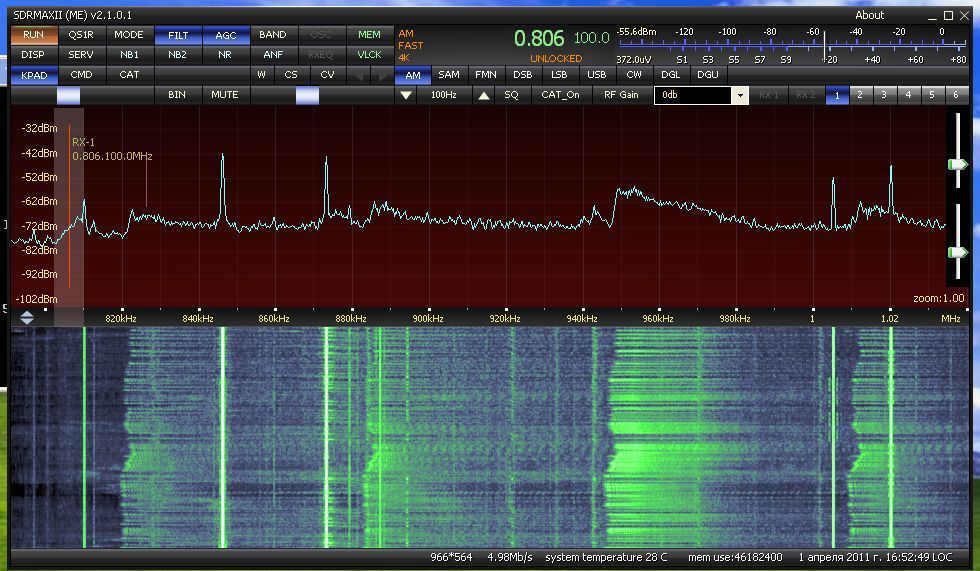 SDRMAXII (ME) v2.1.0.1 About
RUN QS1R MODE FILT AGC BAND OSC MEM
DISP SERV NB1 NB2 NR ANF RXEQ VLCK
KPAD CMD CAT W CS CV
AM
FAST
4K
0.806 100.0
UNLOCKED
-55.6dBm -120 -100 -80 -60 -40 -20 0
372.0uV S1 S3 S5 S7 S9 +20 +40 +60 +80
AM SAM FMN DSB LSB USB CW DGL DGU
BIN MUTE 100Hz SQ CAT_On RF Gain 0db RX 1 RX 2 1 2 3 4 5 6
-32dBm
RX-1
-42dBm
0.806.100.0MHz
-52dBm
-62dBm
-72dBm
-82dBm
-92dBm
-102dBm
zoom:1.00
820kHz 840kHz 860kHz 880kHz 900kHz 920kHz 940kHz 960kHz 980kHz 1 1.02 MHz
966*564 4.98Mb/s system temperature 28 C mem use:46182400 1 апреля 2011 г. 16:52:49 LOC